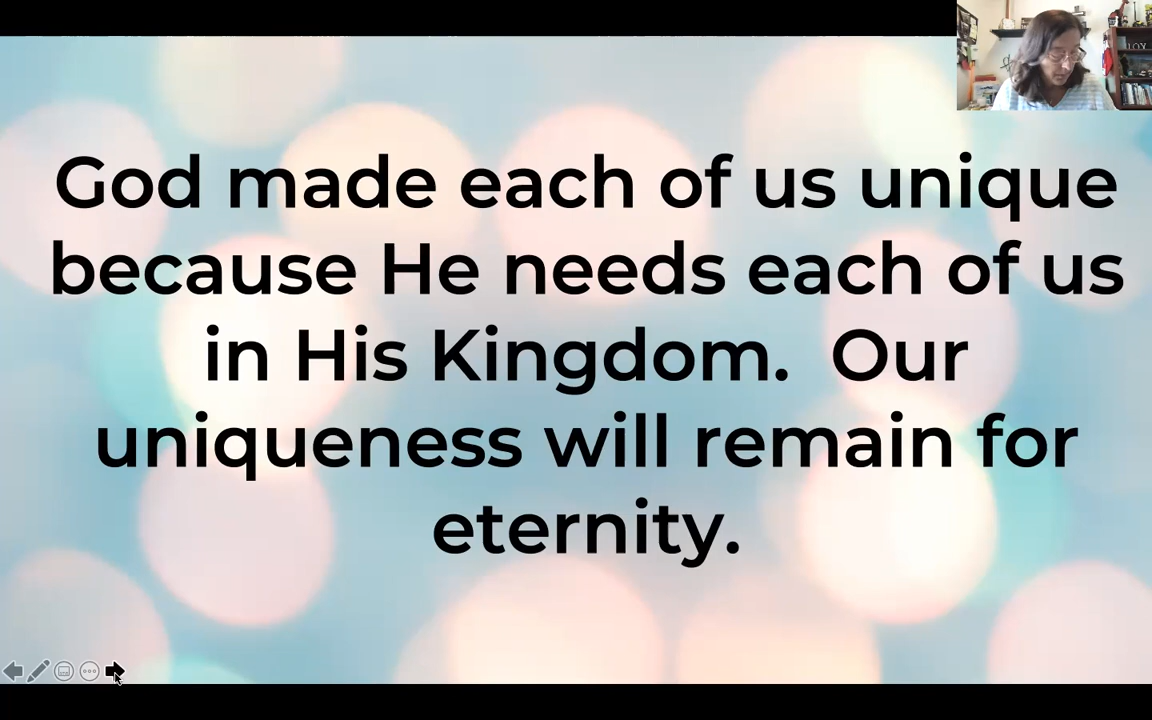 God made each of us unique
because He needs each of us
in His Kingdom.  Our
uniqueness will remain for
eternity.